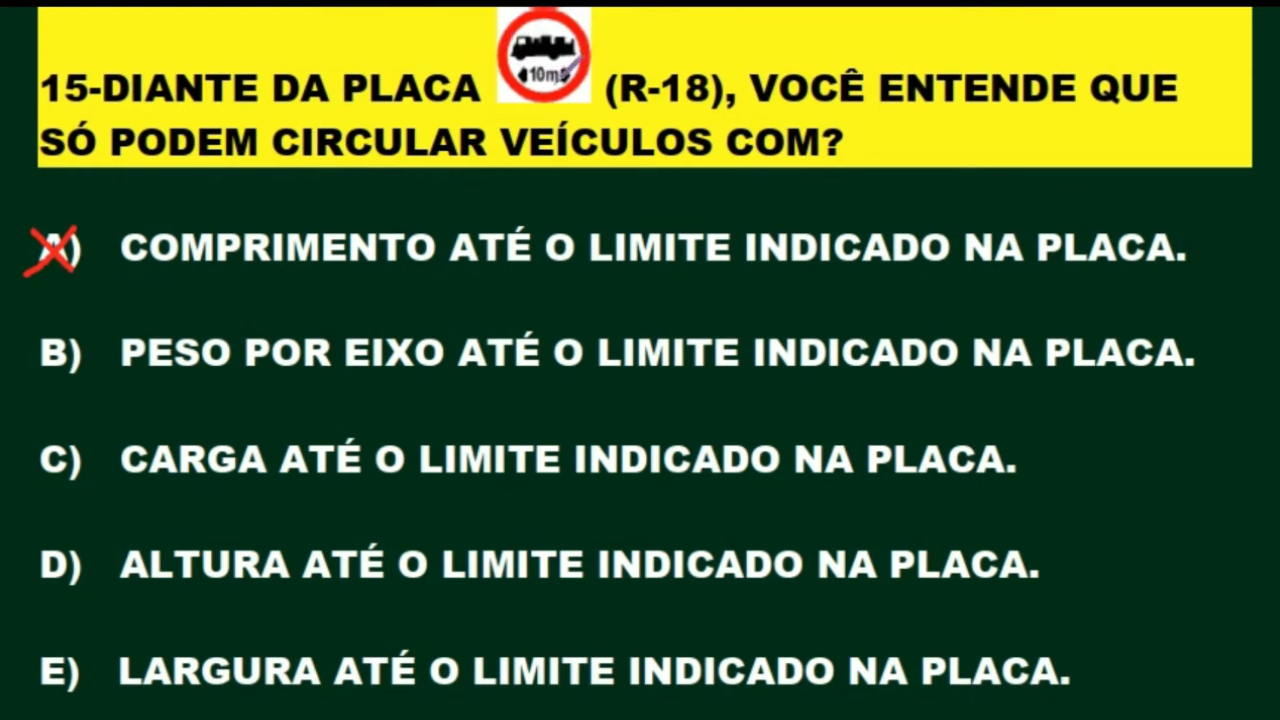 15-DIANTE DA PLACA 10m (R-18), VOCÊ ENTENDE QUE
SÓ PODEM CIRCULAR VEÍCULOS COM?
A) COMPRIMENTO ATÉ O LIMITE INDICADO NA PLACA.
B) PESO POR EIXO ATÉ O LIMITE INDICADO NA PLACA.
C) CARGA ATÉ O LIMITE INDICADO NA PLACA.
D) ALTURA ATÉ O LIMITE INDICADO NA PLACA.
E) LARGURA ATÉ O LIMITE INDICADO NA PLACA.